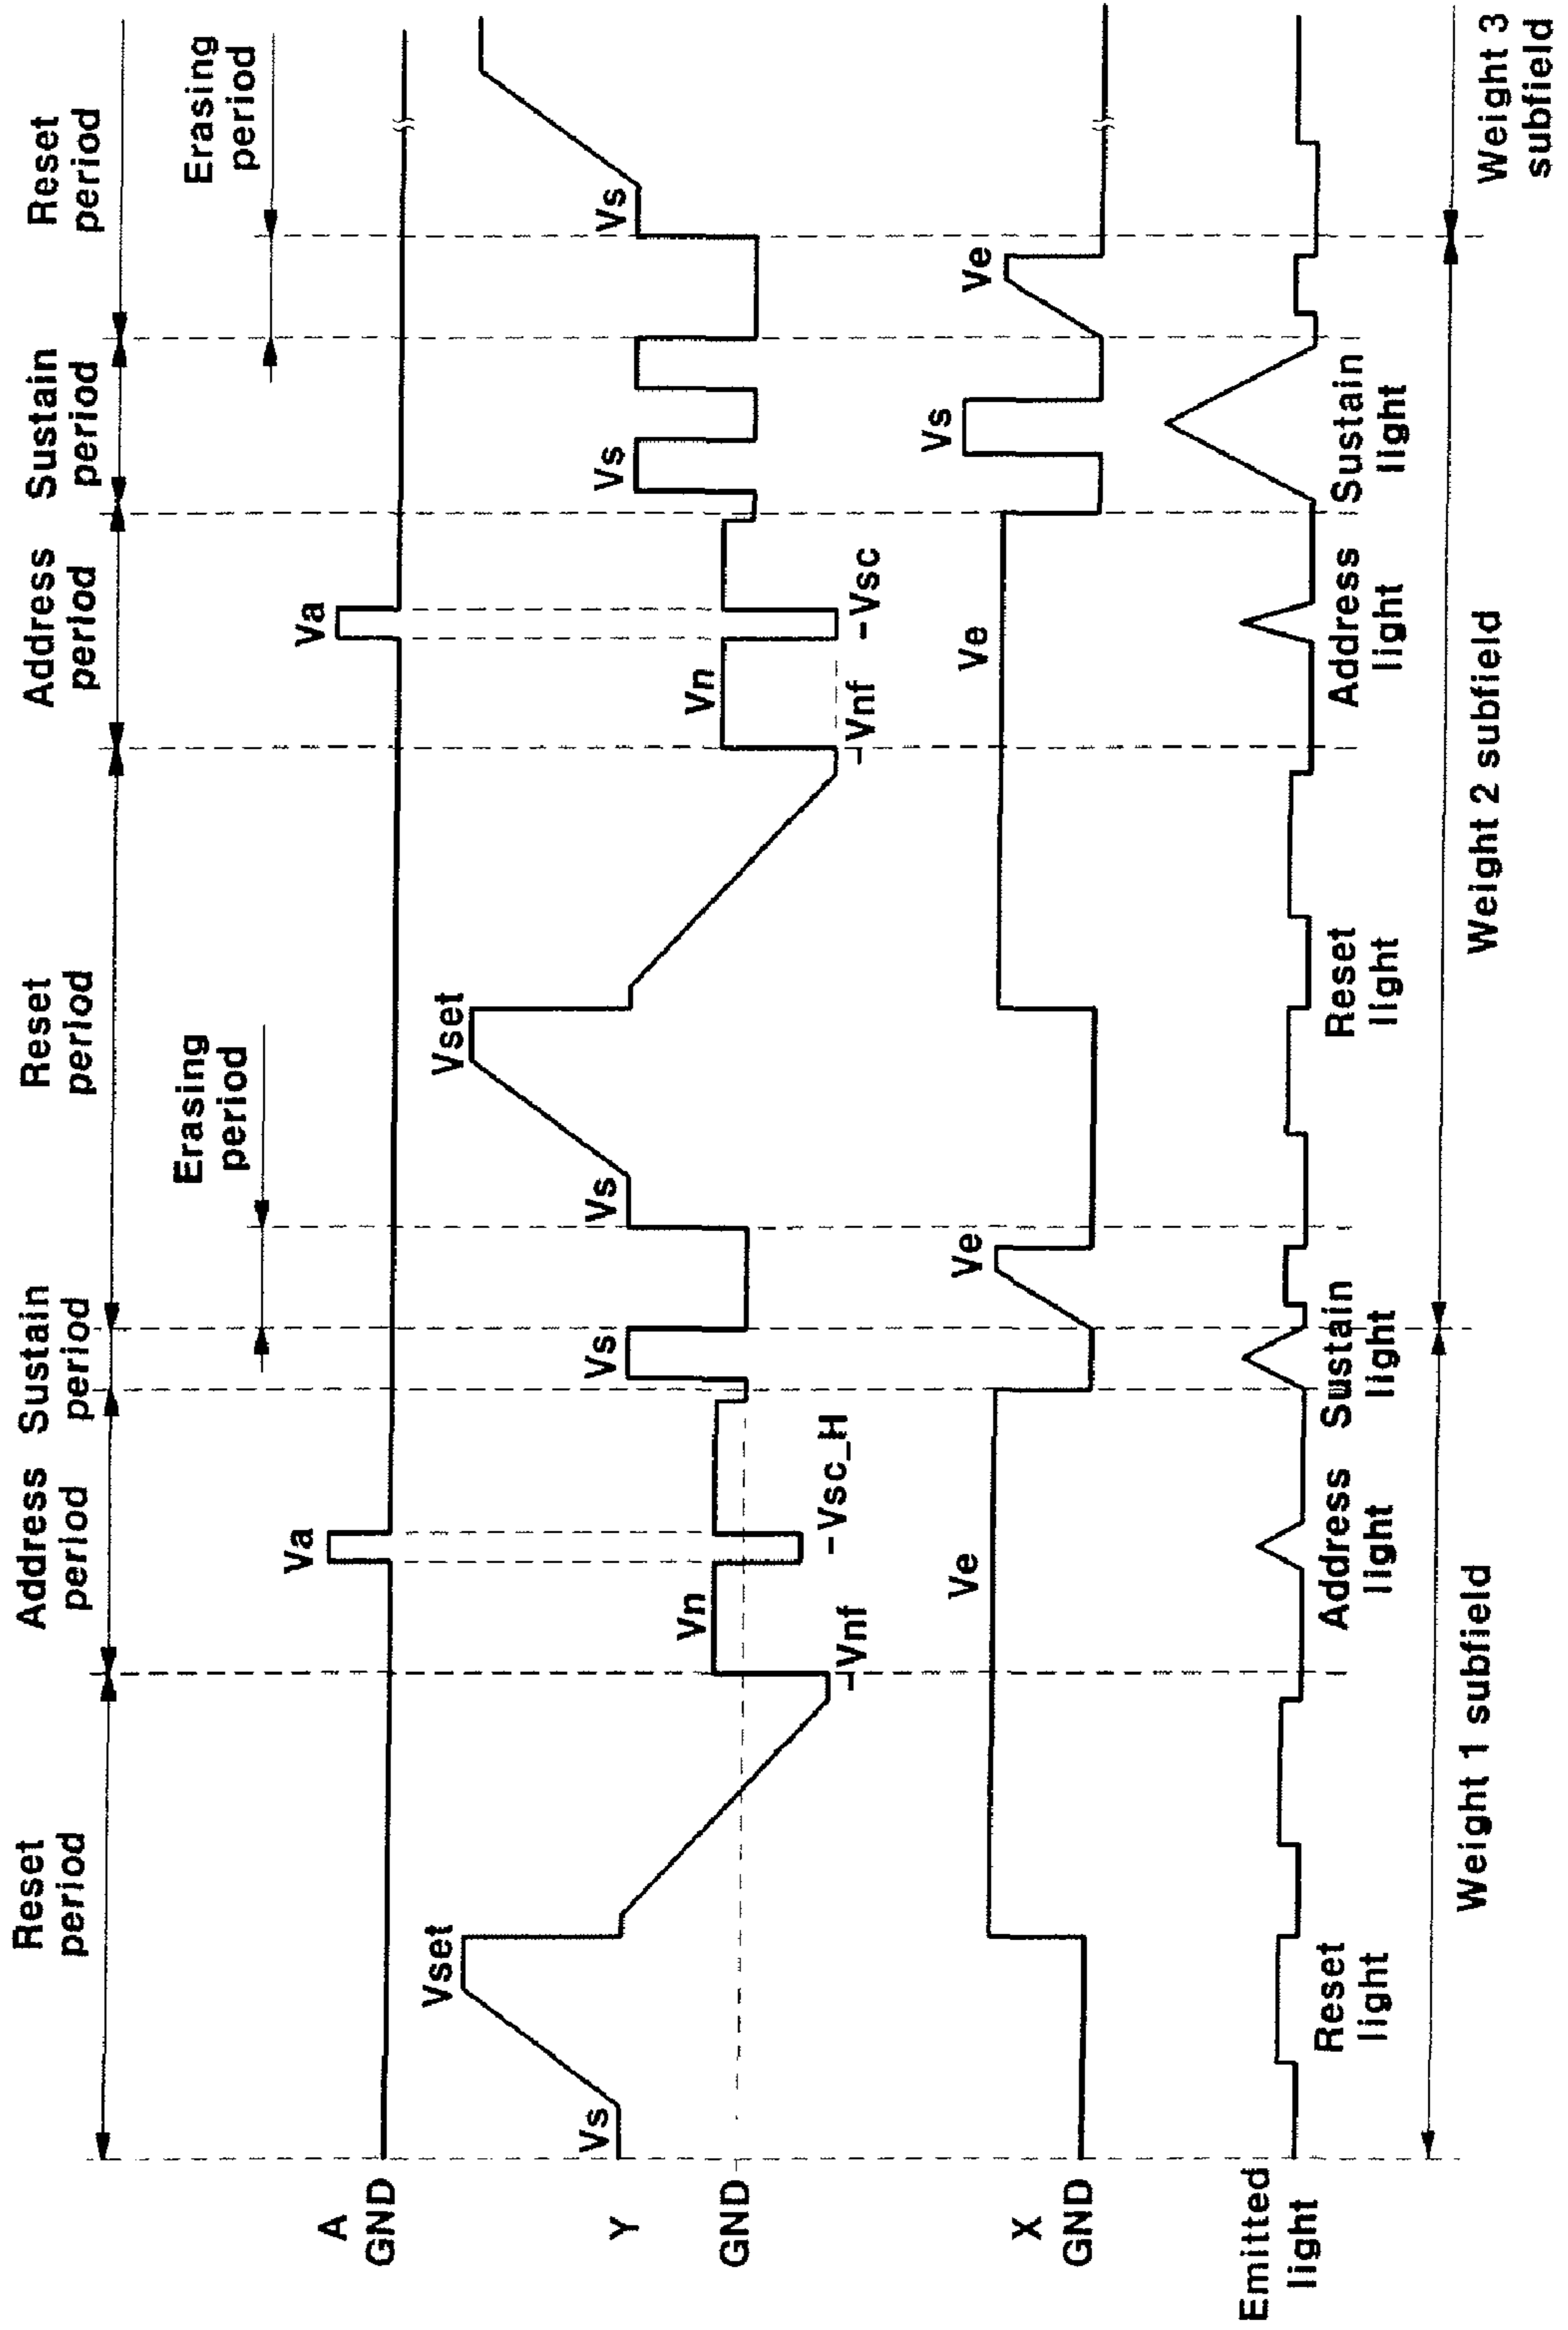 Reset
period
Address
period
Sustain
period
Reset
period
Address
period
Sustain
period
Reset
period
Erasing
period
Erasing
period
A
GND
Va
Va
Y
GND
Vs
Vset
Vnf
Vn
-Vsc_H
Vs
Vs
Vset
Vnf
Vn
-Vsc
Vs
Vs
X
GND
Ve
Ve
Ve
Vs
Ve
Emitted
light
Reset
light
Address
light
Sustain
light
Reset
light
Address
light
Sustain
light
Weight 1 subfield
Weight 2 subfield
Weight 3
subfield